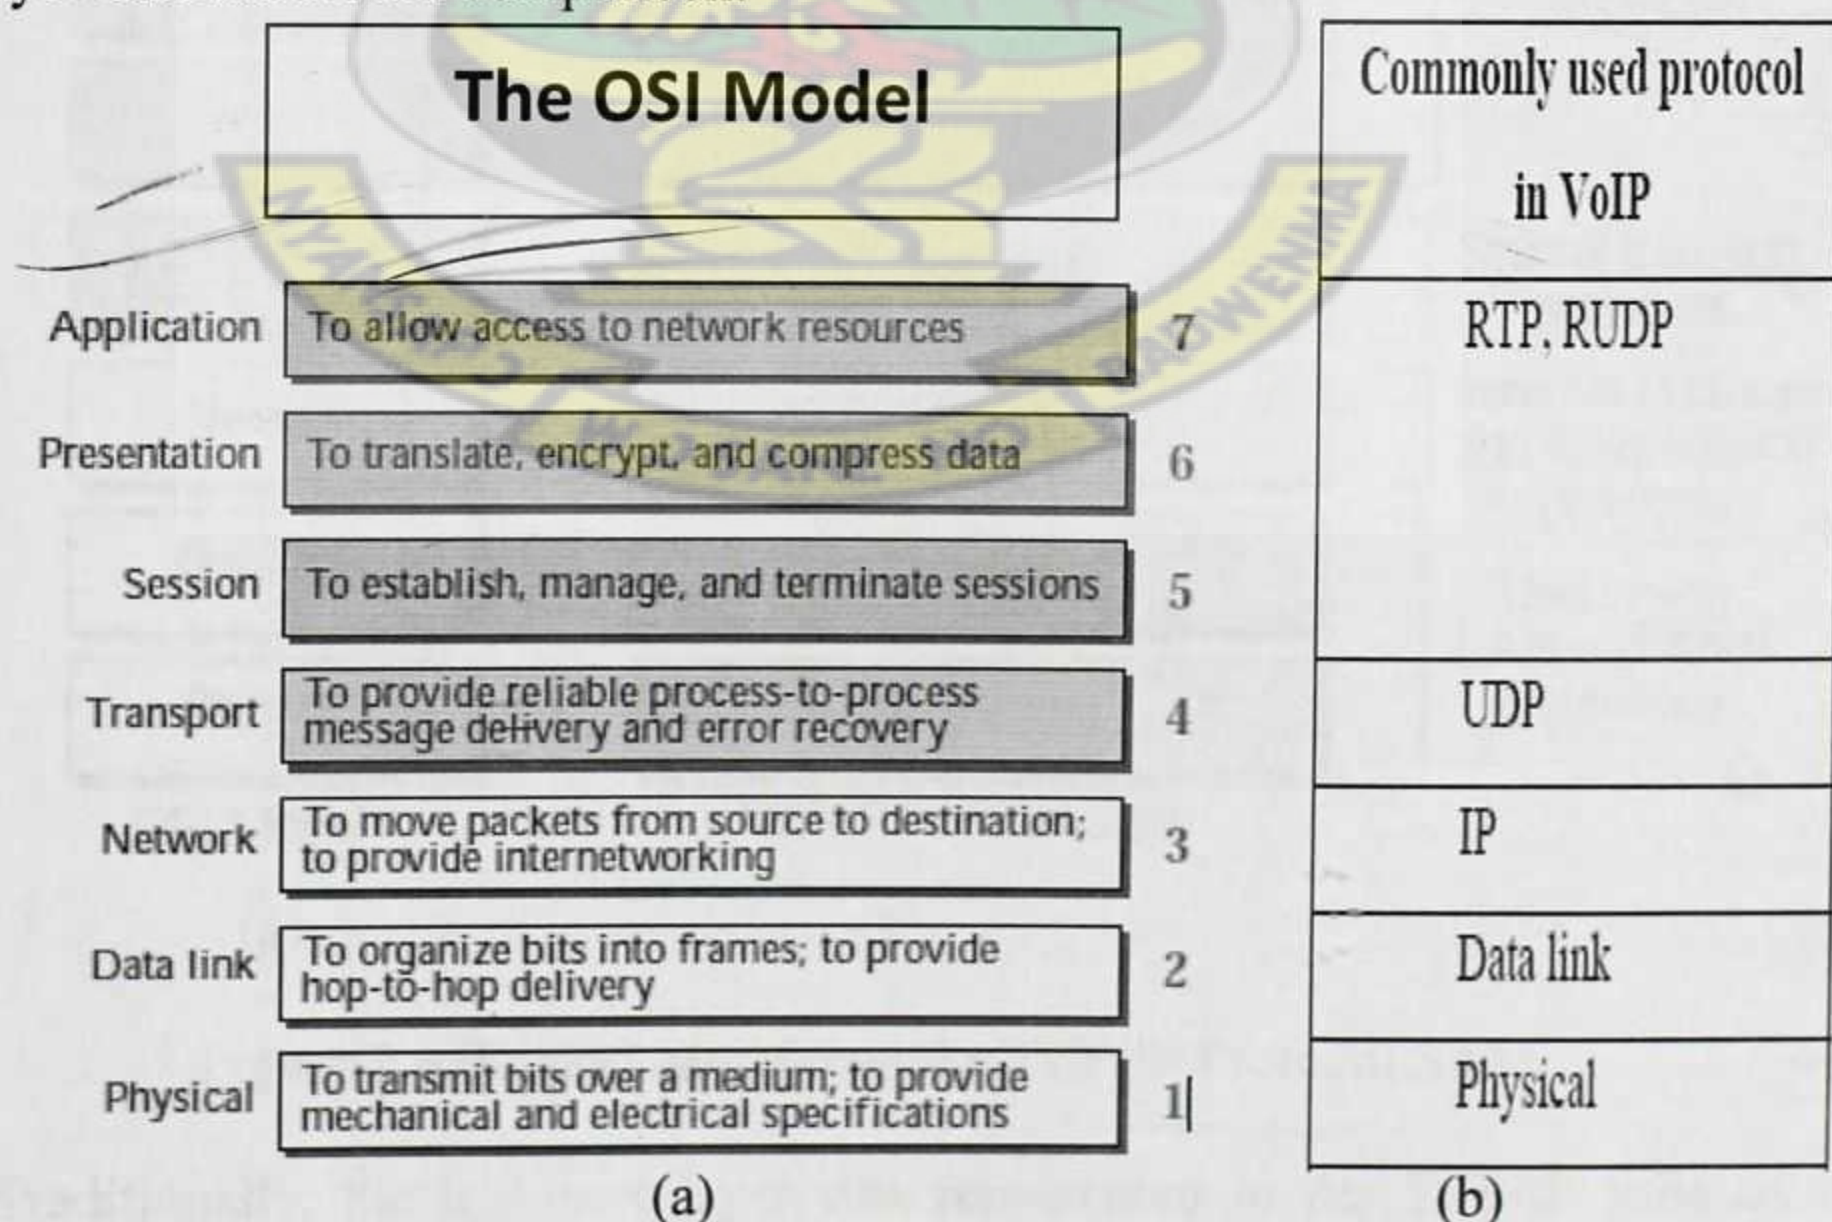 The OSI Model
Application To allow access to network resources 7
Presentation To translate, encrypt, and compress data 6
Session To establish, manage, and terminate sessions 5
Transport To provide reliable process-to-process
message delivery and error recovery 4
Network To move packets from source to destination;
to provide internetworking 3
Data link To organize bits into frames; to provide
hop-to-hop delivery 2
Physical To transmit bits over a medium; to provide
mechanical and electrical specifications 1
(a)
Commonly used protocol
in VoIP
RTP, RUDP
UDP
IP
Data link
Physical
(b)
BADWENMA